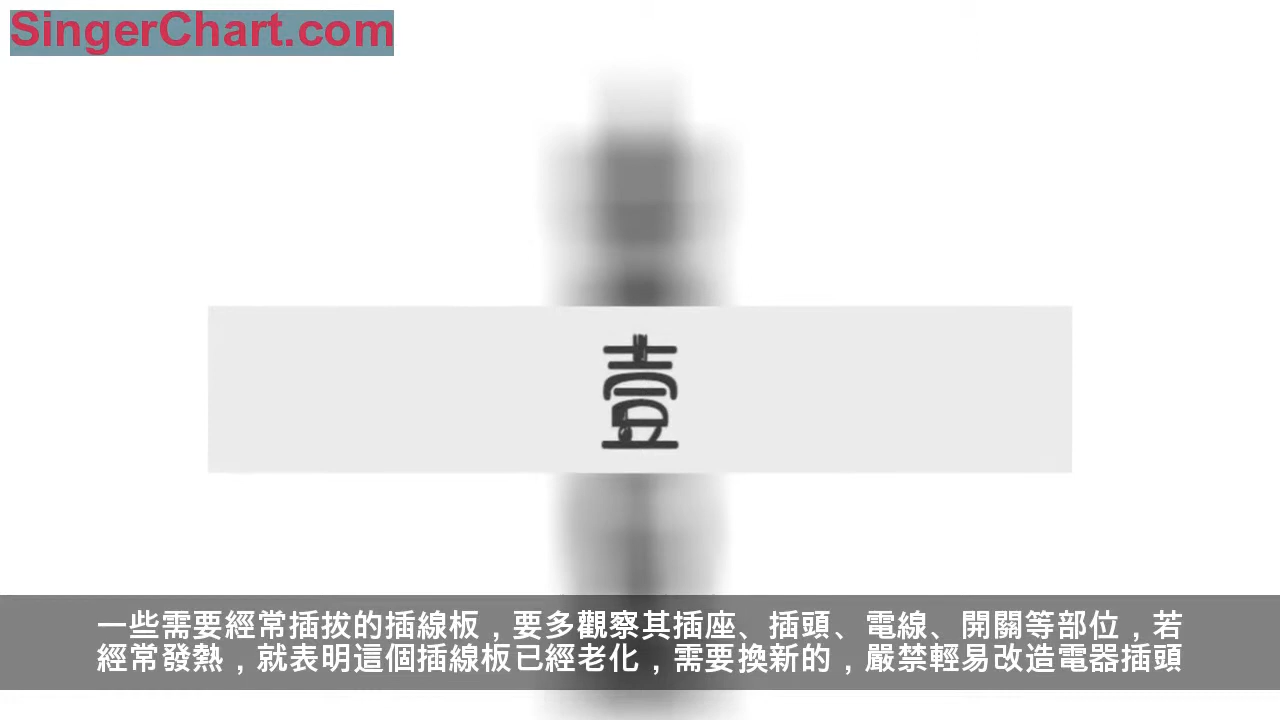 SingerChart.com
壹
一些需要經常插拔的插線板，要多觀察其插座、插頭、電線、開關等部位，若
經常發熱，就表明這個插線板已經老化，需要換新的，嚴禁輕易改造電器插頭